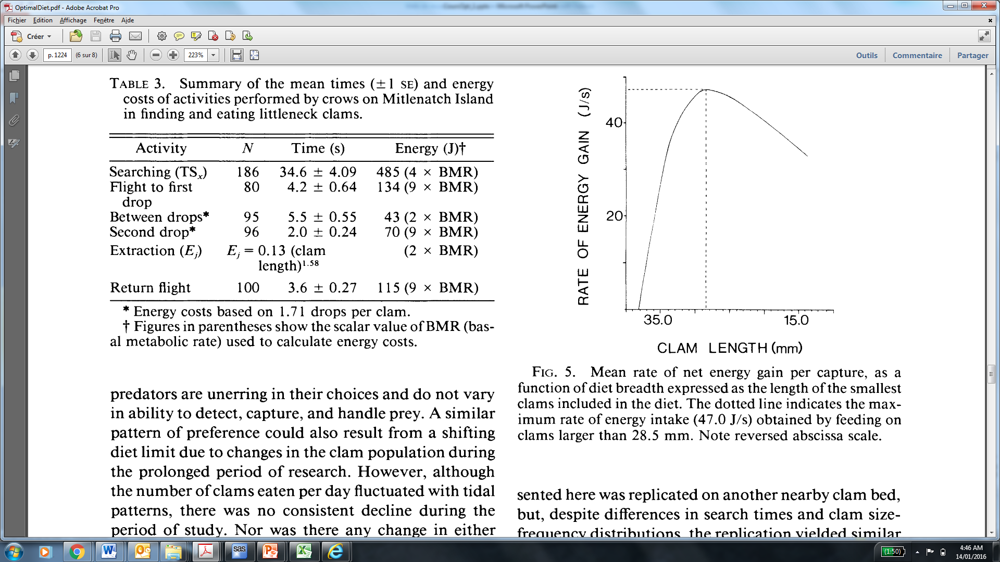 OptimalDiet.pdf - Adobe Acrobat Pro
Fichier Edition Affichage Fenêtre Aide
Créer
p. 1224 (6 sur 8) 223% Outils Commentaire Partager
TABLE 3. Summary of the mean times (±1 SE) and energy
costs of activities performed by crows on Mitlenatch Island
in finding and eating littleneck clams.
Activity N Time (s) Energy (J)†
Searching (TSx) 186 34.6 ± 4.09 485 (4 × BMR)
Flight to first 80 4.2 ± 0.64 134 (9 × BMR)
drop
Between drops* 95 5.5 ± 0.55 43 (2 × BMR)
Second drop* 96 2.0 ± 0.24 70 (9 × BMR)
Extraction (Ej) Ej = 0.13 (clam (2 × BMR)
length)1.58
Return flight 100 3.6 ± 0.27 115 (9 × BMR)
* Energy costs based on 1.71 drops per clam.
† Figures in parentheses show the scalar value of BMR (bas-
al metabolic rate) used to calculate energy costs.
predators are unerring in their choices and do not vary
in ability to detect, capture, and handle prey. A similar
pattern of preference could also result from a shifting
diet limit due to changes in the clam population during
the prolonged period of research. However, although
the number of clams eaten per day fluctuated with tidal
patterns, there was no consistent decline during the
period of study. Nor was there any change in either
RATE OF ENERGY GAIN (J/s)
40
20
35.0 15.0
CLAM LENGTH (mm)
FIG. 5. Mean rate of net energy gain per capture, as a
function of diet breadth expressed as the length of the smallest
clams included in the diet. The dotted line indicates the max-
imum rate of energy intake (47.0 J/s) obtained by feeding on
clams larger than 28.5 mm. Note reversed abscissa scale.
sented here was replicated on another nearby clam bed,
but, despite differences in search times and clam size-
frequency distributions, the replication yielded similar
sas
(1:50)
4:46 AM
14/01/2016